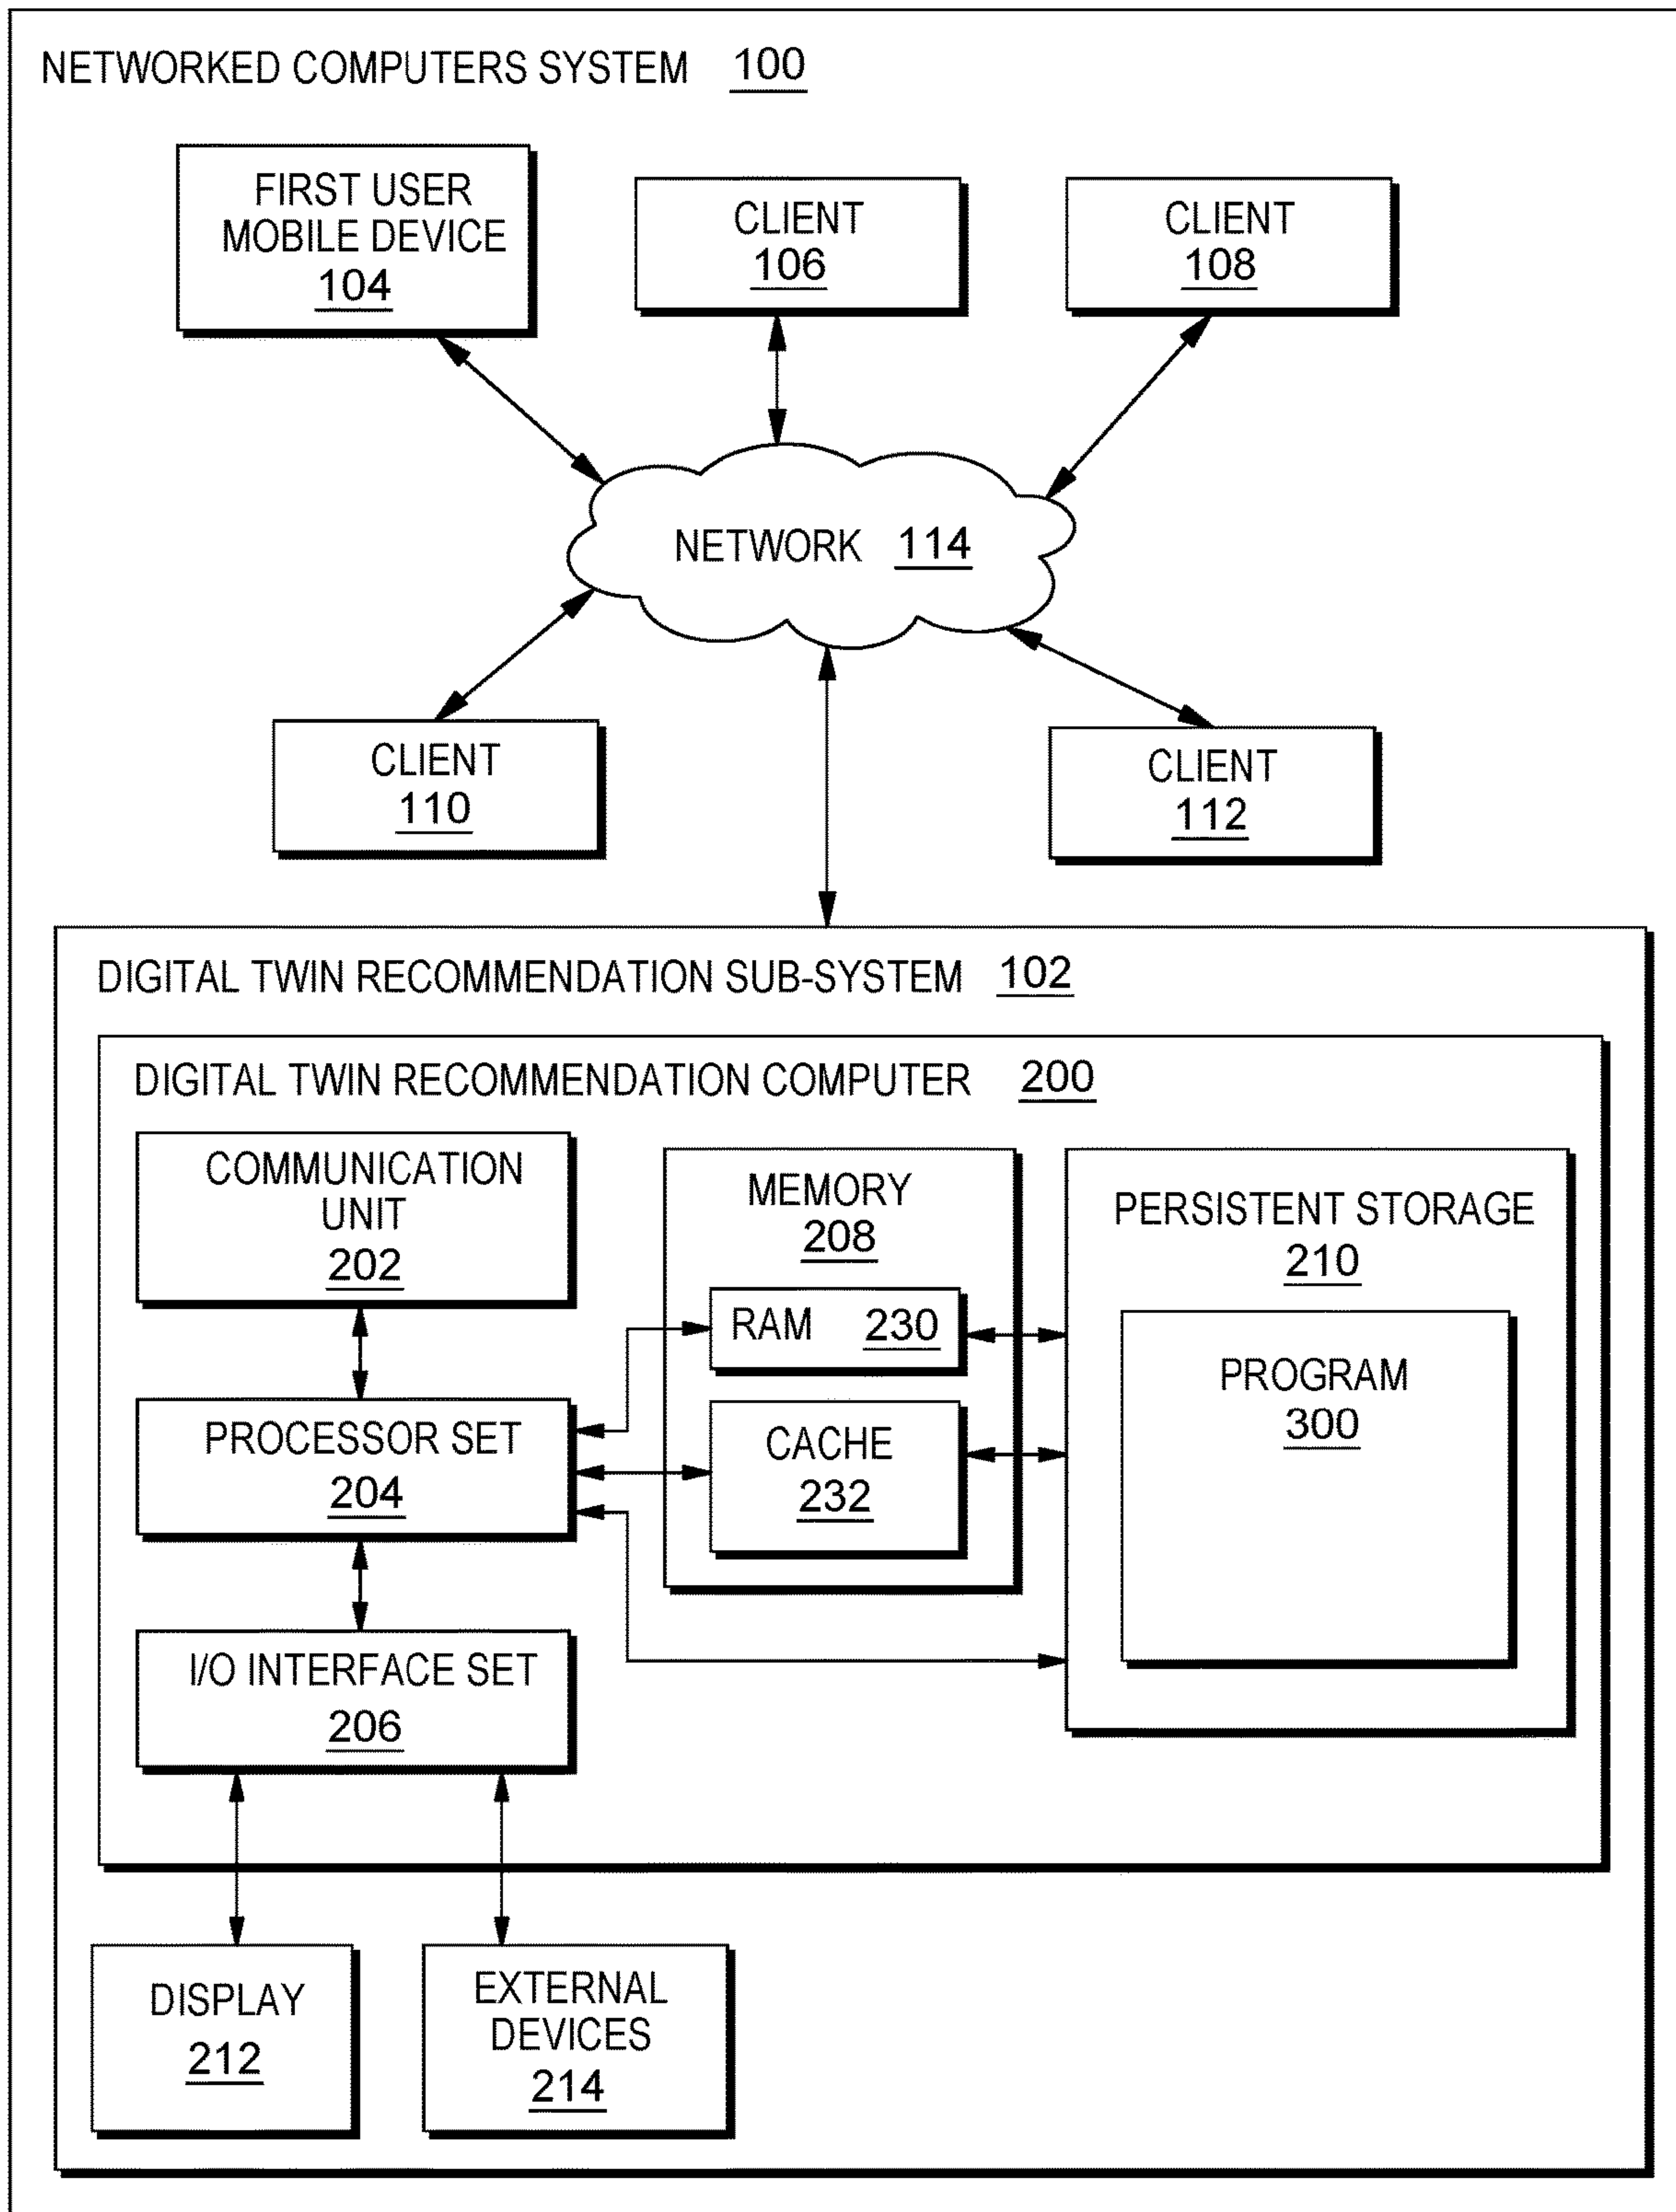 NETWORKED COMPUTERS SYSTEM 100
FIRST USER
MOBILE DEVICE
104
CLIENT
106
CLIENT
108
NETWORK 114
CLIENT
110
CLIENT
112
DIGITAL TWIN RECOMMENDATION SUB-SYSTEM 102
DIGITAL TWIN RECOMMENDATION COMPUTER 200
COMMUNICATION
UNIT
202
MEMORY
208
PERSISTENT STORAGE
210
RAM 230
PROGRAM
300
PROCESSOR SET
204
CACHE
232
I/O INTERFACE SET
206
DISPLAY
212
EXTERNAL
DEVICES
214